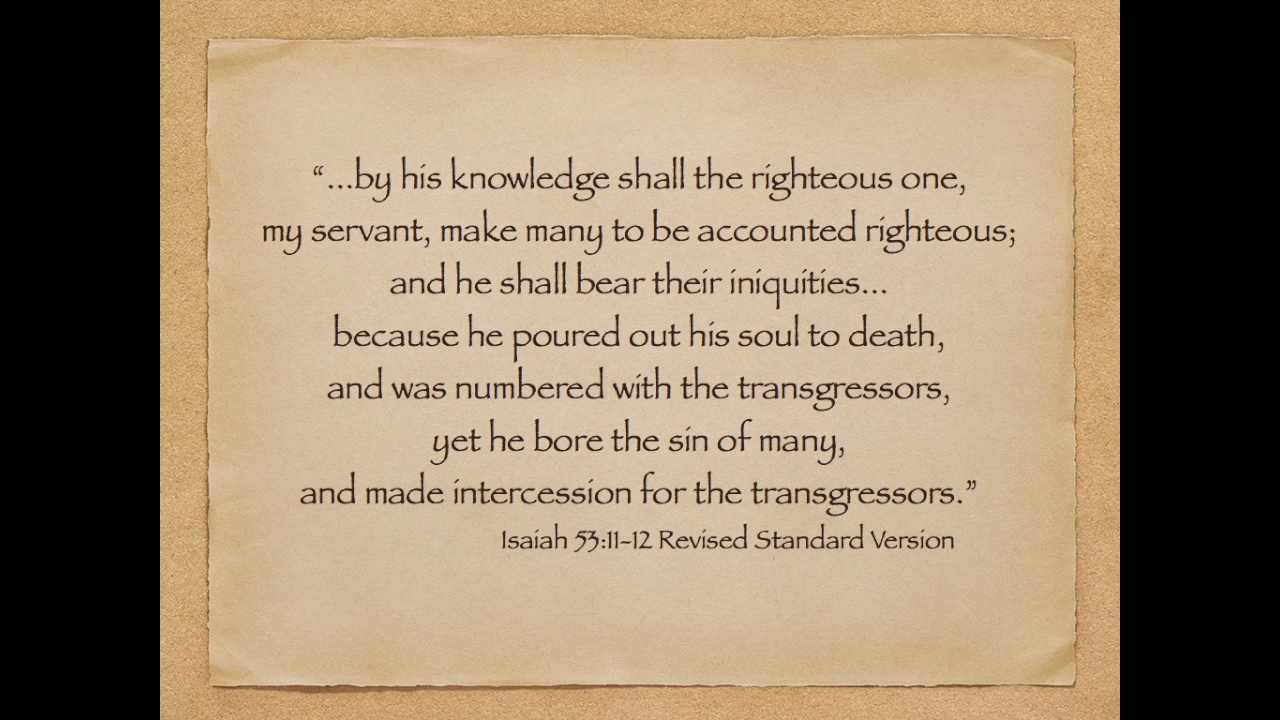 “...by his knowledge shall the righteous one,
my servant, make many to be accounted righteous;
and he shall bear their iniquities...
because he poured out his soul to death,
and was numbered with the transgressors,
yet he bore the sin of many,
and made intercession for the transgressors.”
Isaiah 53:11-12 Revised Standard Version